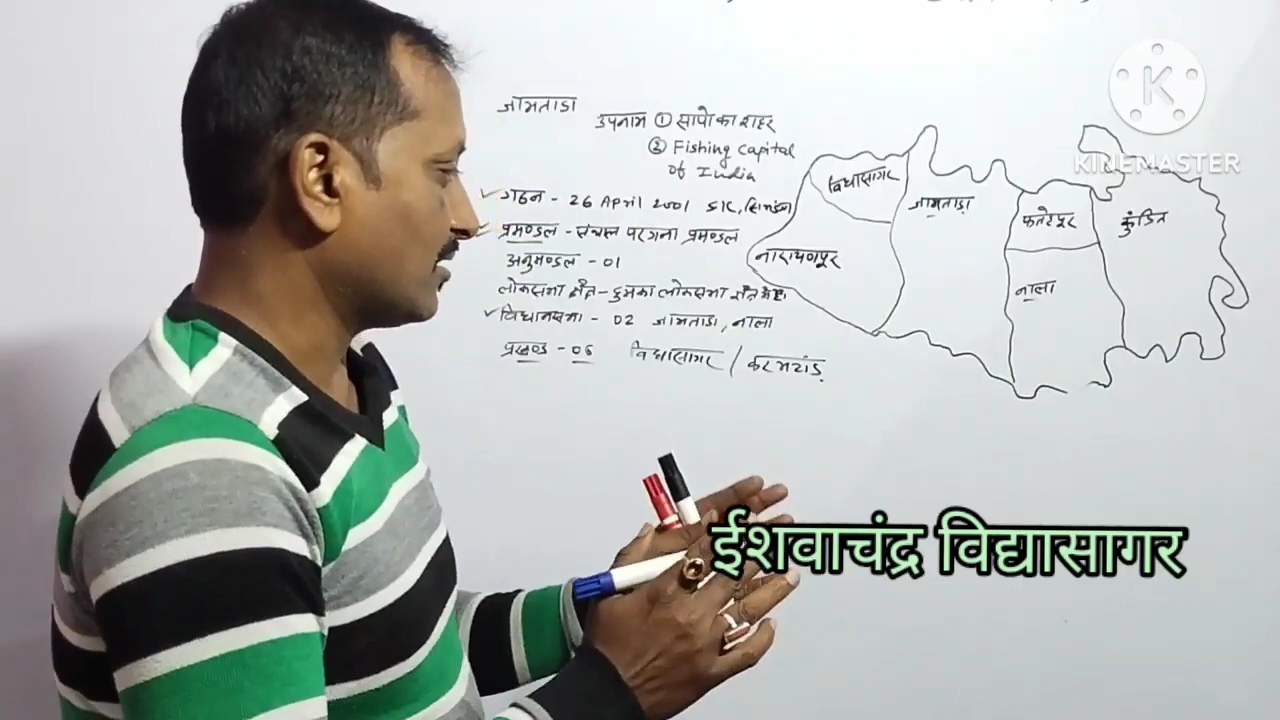 जामताडा
उपनाम ① सापो का शहर
② Fishing Capital
of India
गठन - 26 April 2001
प्रमण्डल - संथाल परगना प्रमण्डल
अनुमण्डल - 01
लोकसभा क्षेत्र - दुमका लोकसभा क्षेत्र
विधानसभा - 02 जामताडा, नाला
प्रखण्ड - 06 विद्यासागर / करमाटांड़
विद्यासागर
जामताड़ा
फतेहपुर
कुंडित
नारायणपुर
नाला
K
KINEMASTER
ईशवाचंद्र विद्यासागर